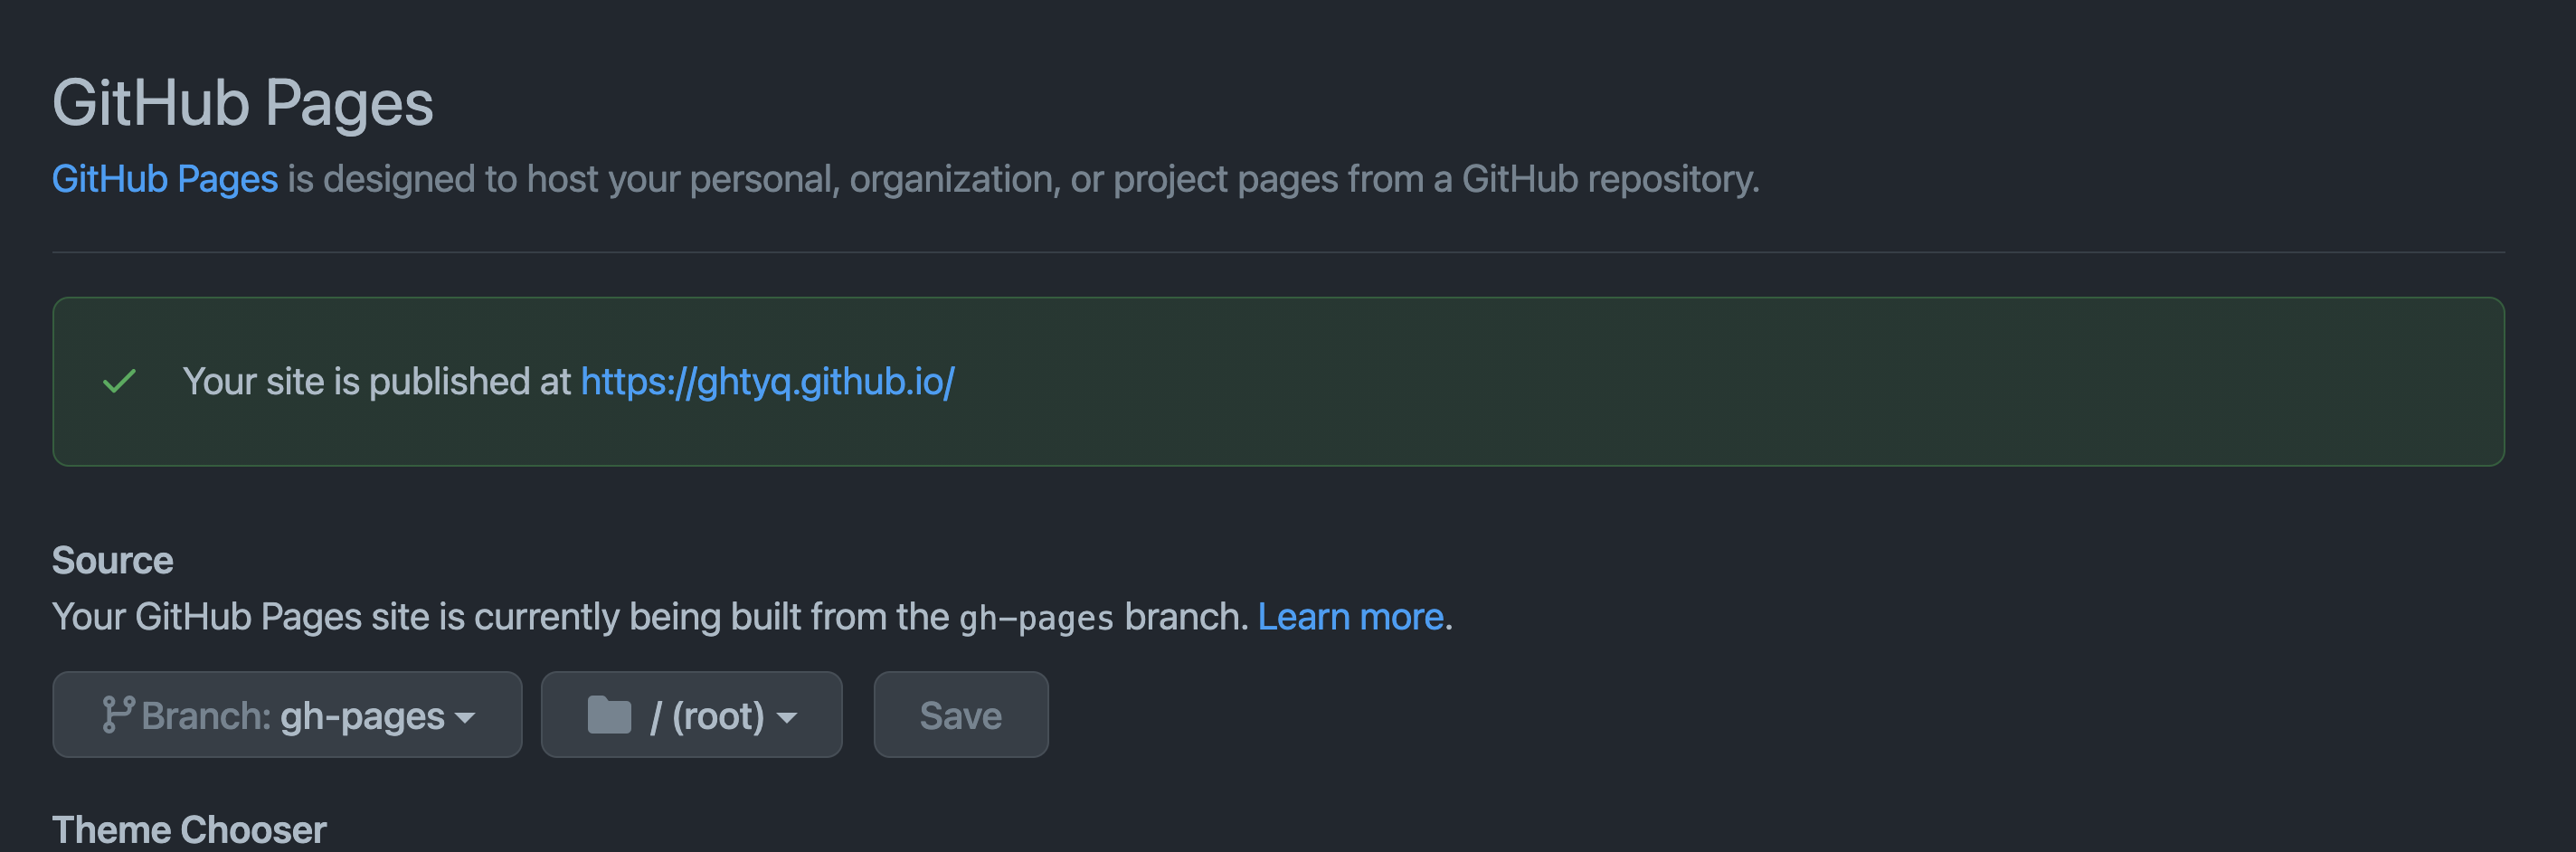 GitHub Pages
GitHub Pages is designed to host your personal, organization, or project pages from a GitHub repository.
Your site is published at https://ghtyq.github.io/
Source
Your GitHub Pages site is currently being built from the gh-pages branch. Learn more.
Branch: gh-pages / (root) Save
Theme Chooser